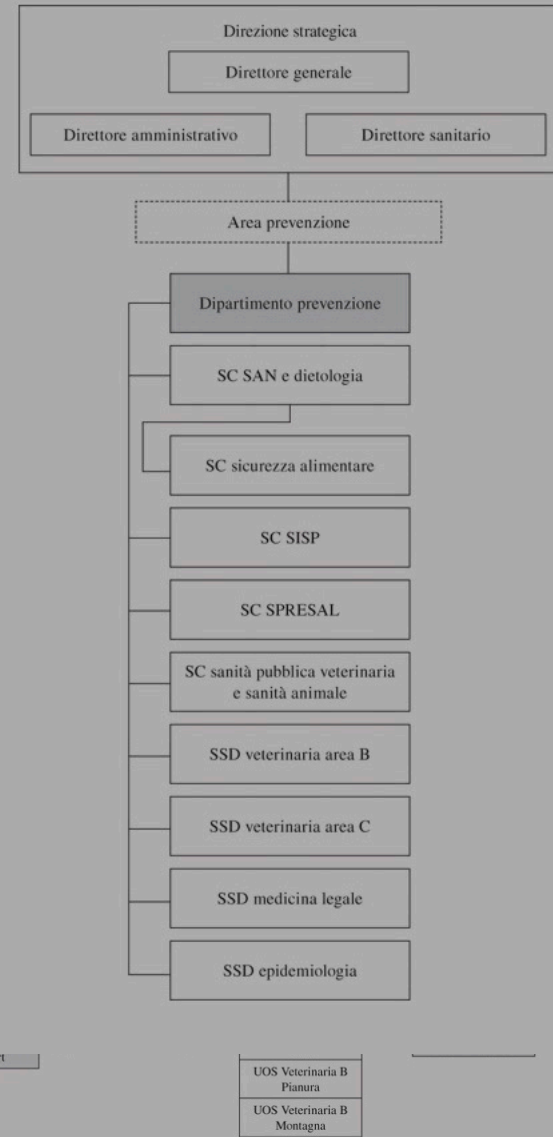 Direzione strategica
Direttore generale
Direttore amministrativo
Direttore sanitario
Area prevenzione
Dipartimento prevenzione
SC SAN e dietologia
SC sicurezza alimentare
SC SISP
SC SPRESAL
SC sanità pubblica veterinaria
e sanità animale
SSD veterinaria area B
SSD veterinaria area C
SSD medicina legale
SSD epidemiologia
UOS Veterinaria B
Pianura
UOS Veterinaria B
Montagna